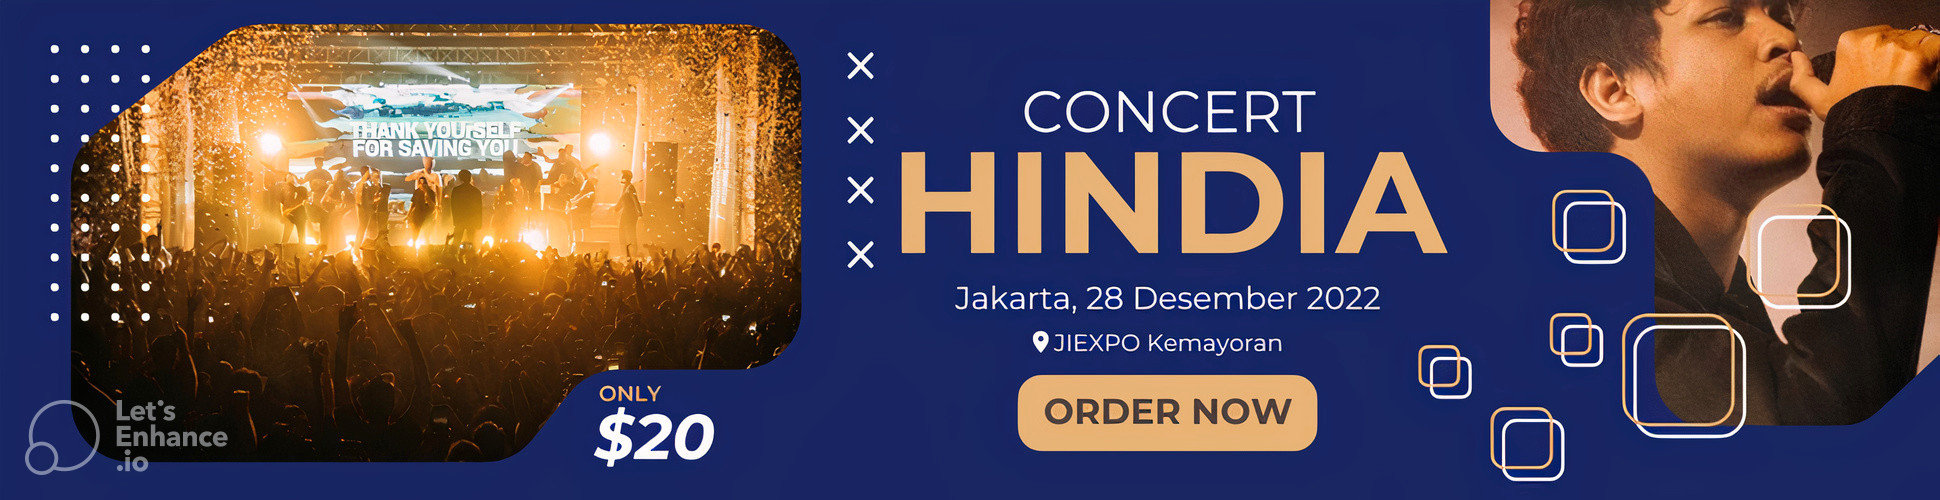 THANK YOURSELF
FOR SAVING YOU
CONCERT
HINDIA
Jakarta, 28 Desember 2022
JIEXPO Kemayoran
ORDER NOW
ONLY
$20
Let's
Enhance
.io